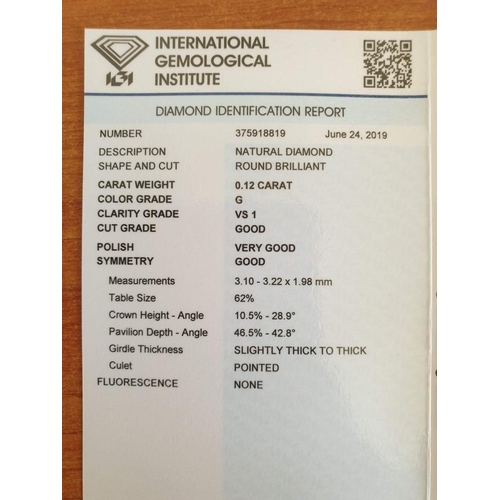 INTERNATIONAL
GEMOLOGICAL
INSTITUTE
IGI
DIAMOND IDENTIFICATION REPORT
NUMBER 375918819 June 24, 2019
DESCRIPTION NATURAL DIAMOND
SHAPE AND CUT ROUND BRILLIANT
CARAT WEIGHT 0.12 CARAT
COLOR GRADE G
CLARITY GRADE VS 1
CUT GRADE GOOD
POLISH VERY GOOD
SYMMETRY GOOD
Measurements 3.10 - 3.22 x 1.98 mm
Table Size 62%
Crown Height - Angle 10.5% - 28.9°
Pavilion Depth - Angle 46.5% - 42.8°
Girdle Thickness SLIGHTLY THICK TO THICK
Culet POINTED
FLUORESCENCE NONE